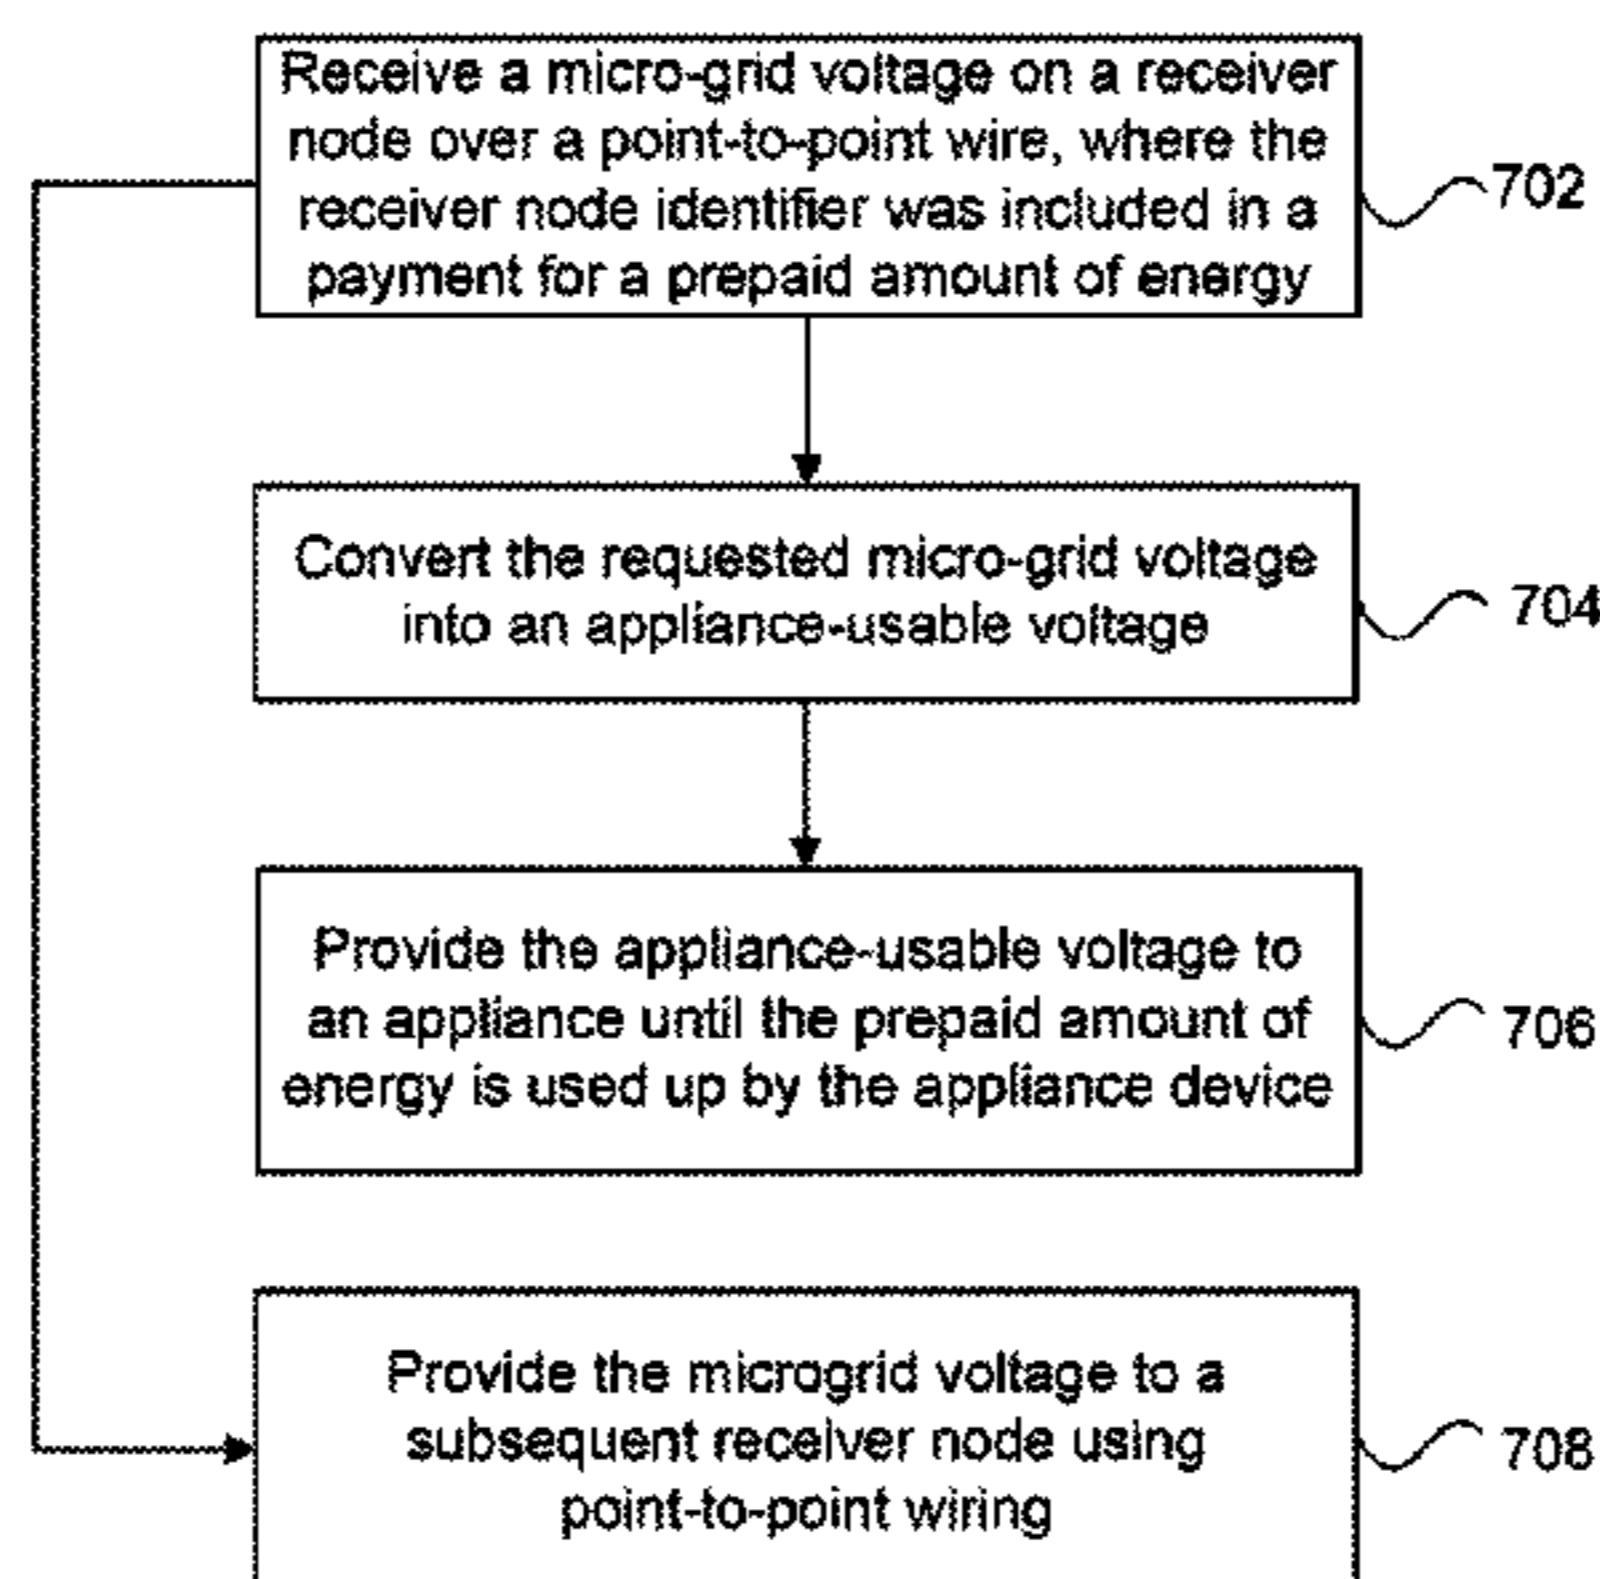 Receive a micro-grid voltage on a receiver
node over a point-to-point wire, where the
receiver node identifier was included in a
payment for a prepaid amount of energy
702
Convert the requested micro-grid voltage
into an appliance-usable voltage
704
Provide the appliance-usable voltage to
an appliance until the prepaid amount of
energy is used up by the appliance device
706
Provide the microgrid voltage to a
subsequent receiver node using
point-to-point wiring
708